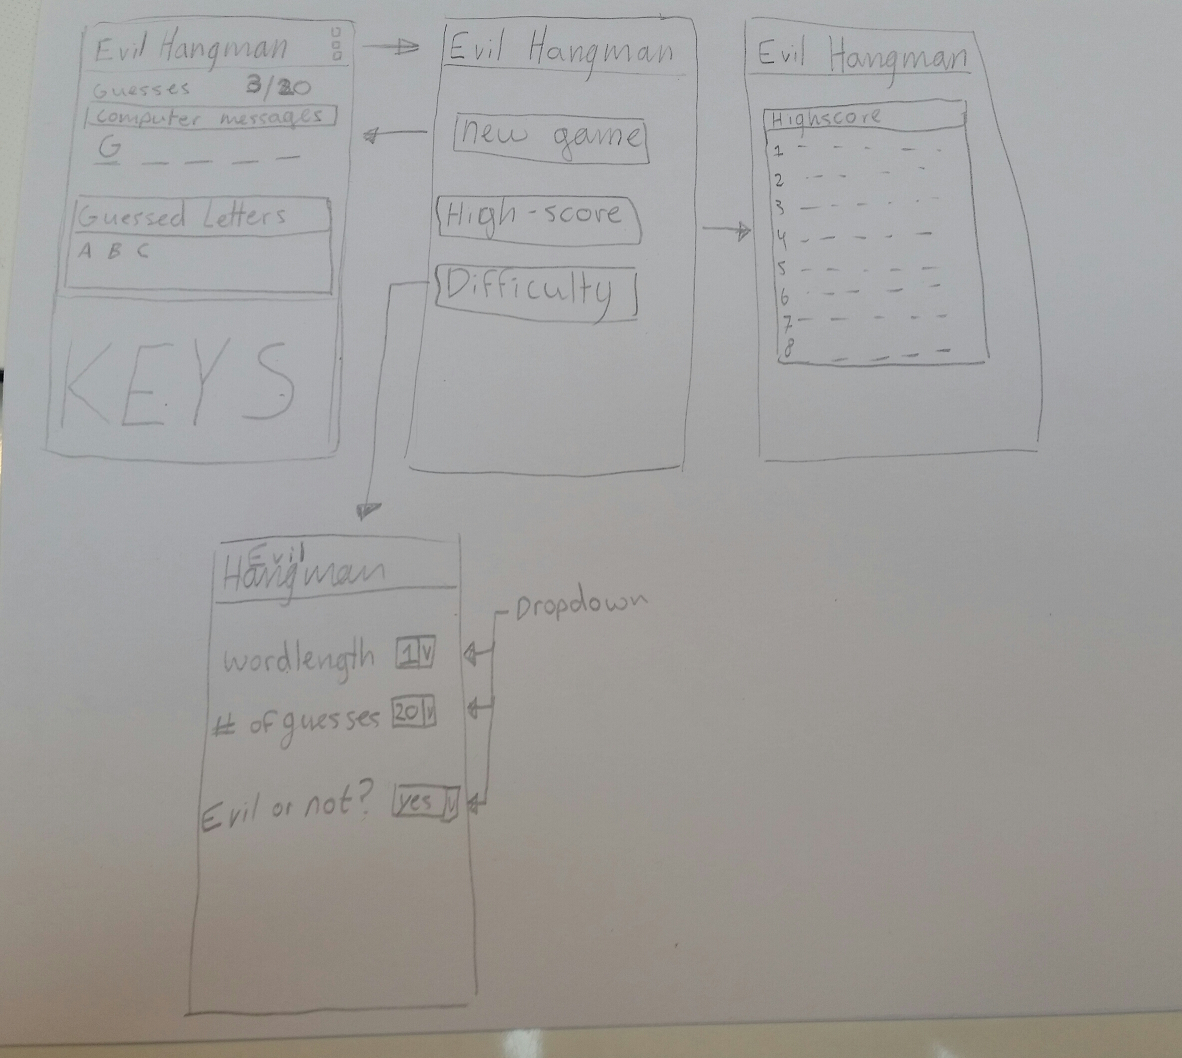 Evil Hangman
Guesses 3/20
computer messages
G _ _ _ _
Guessed Letters
A B C
KEYS
Evil Hangman
new game
High-score
Difficulty
Evil Hangman
Highscore
1 - - - - -
2 - - - - -
3 - - - - -
4 - - - - -
5 - - - - -
6 - - - - -
7 - - - - -
8 - - - - -
Evil
Hangman
Dropdown
wordlength 1 v
# of guesses 20 v
Evil or not? yes v